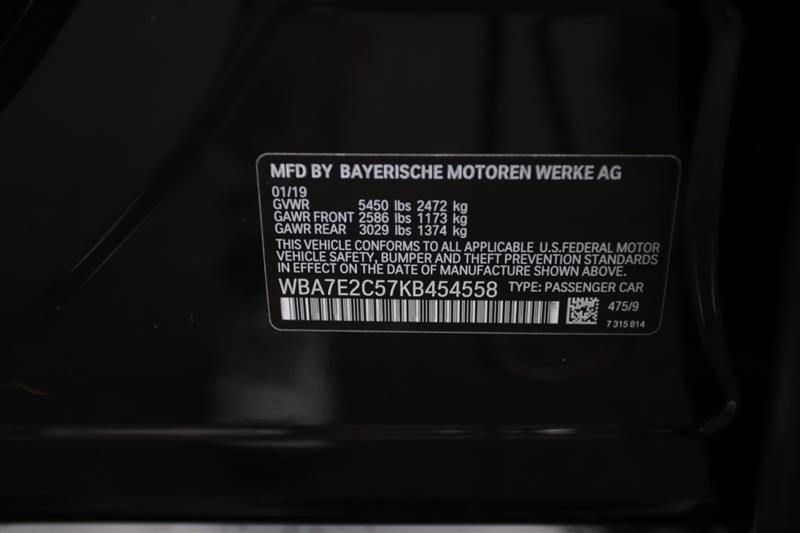 MFD BY BAYERISCHE MOTOREN WERKE AG
01/19
GVWR 5450 lbs 2472 kg
GAWR FRONT 2586 lbs 1173 kg
GAWR REAR 3029 lbs 1374 kg
THIS VEHICLE CONFORMS TO ALL APPLICABLE U.S.FEDERAL MOTOR
VEHICLE SAFETY, BUMPER AND THEFT PREVENTION STANDARDS
IN EFFECT ON THE DATE OF MANUFACTURE SHOWN ABOVE.
WBA7E2C57KB454558 TYPE: PASSENGER CAR
475/9
7 315 814